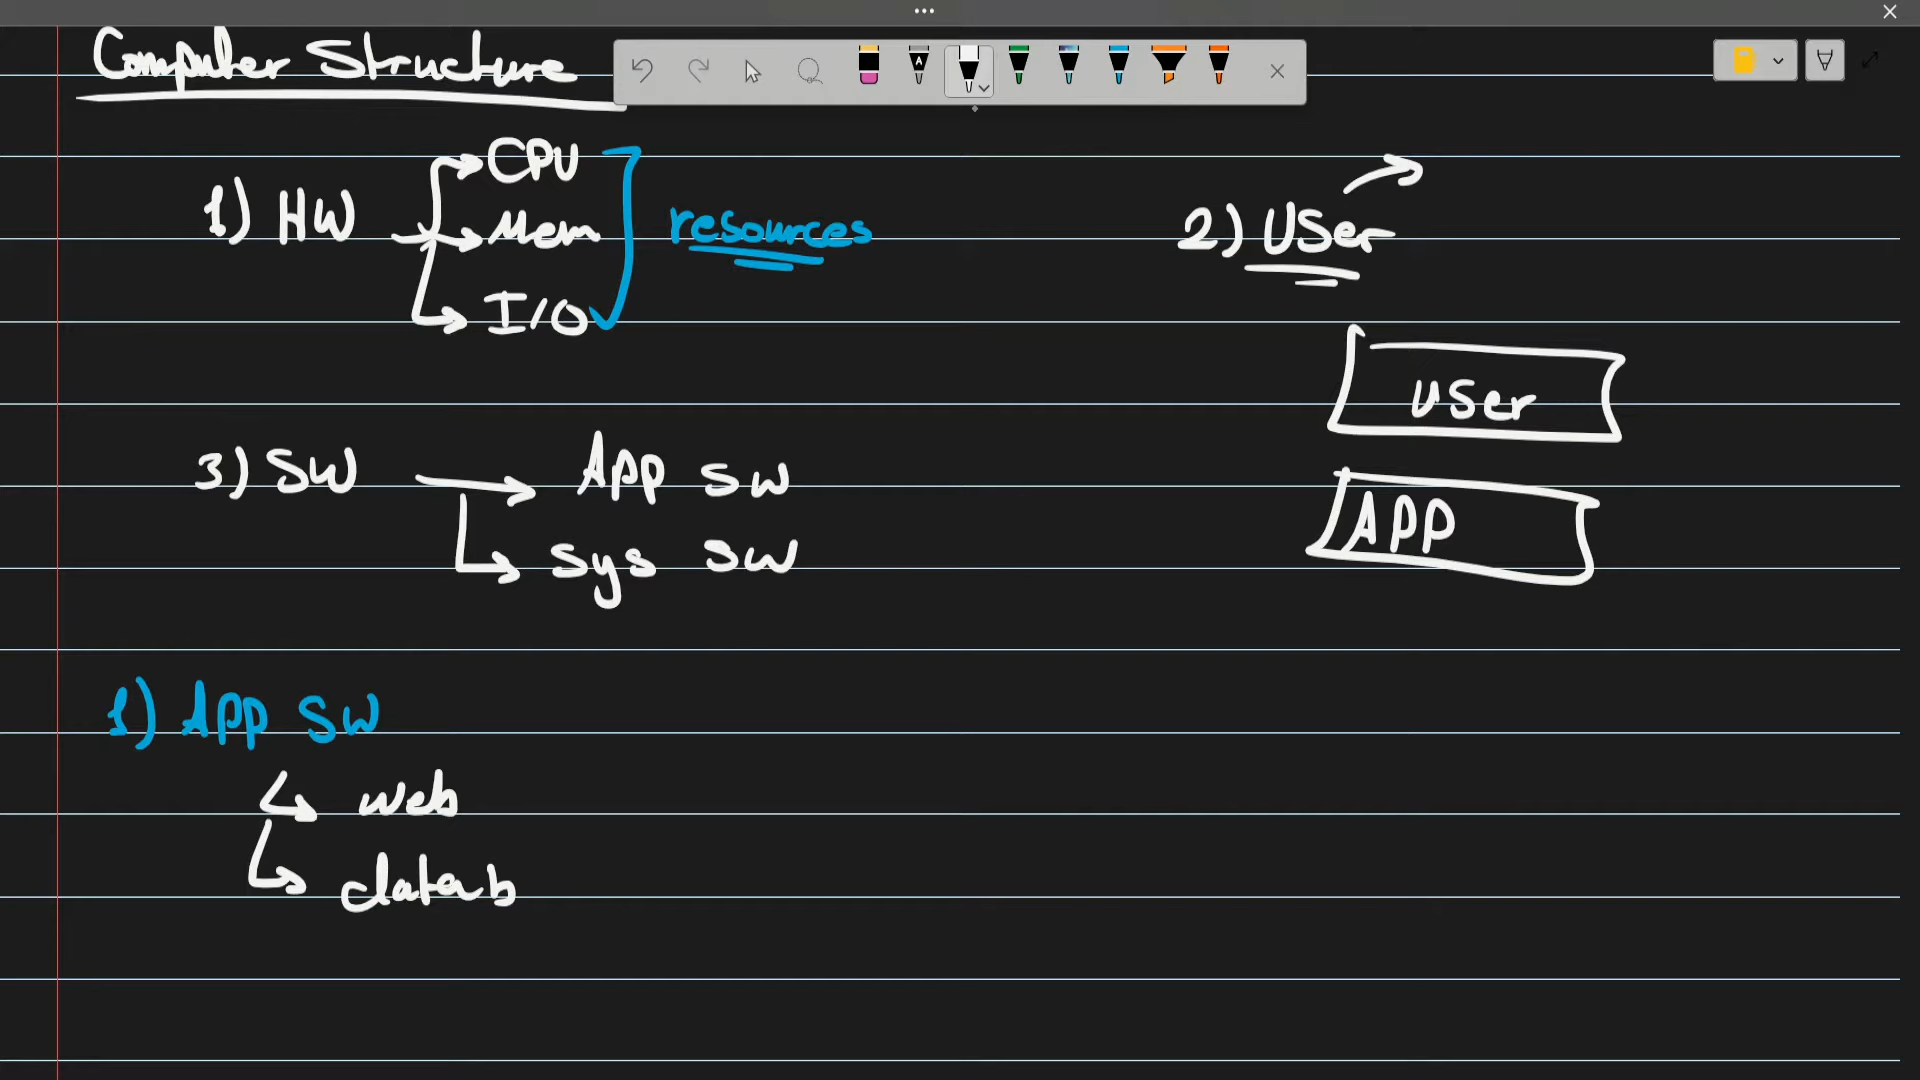 Computer Structure
1) HW
CPU
Mem
I/O
resources
2) User
user
APP
3) SW
App SW
Sys SW
1) App SW
web
datab